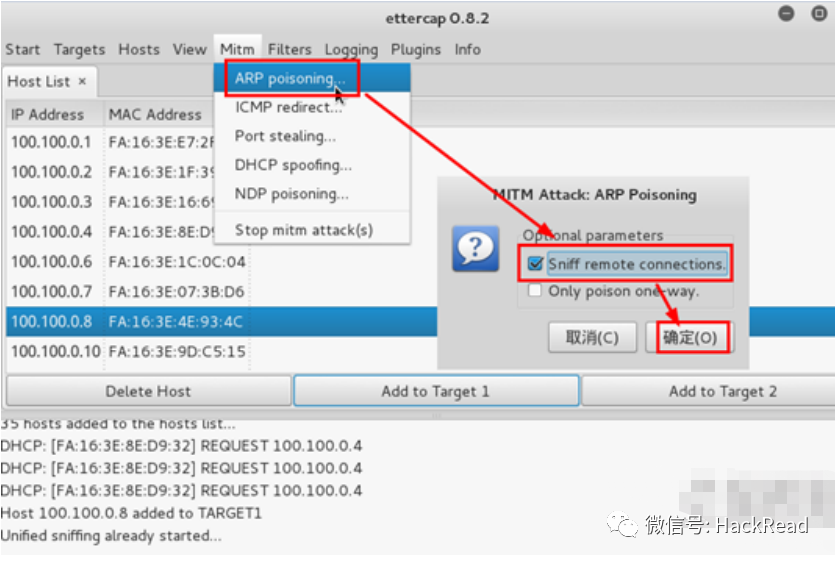 ettercap 0.8.2
Start Targets Hosts View Mitm Filters Logging Plugins Info
Host List ×
ARP poisoning...
ICMP redirect...
Port stealing...
DHCP spoofing...
NDP poisoning...
Stop mitm attack(s)
IP Address MAC Address
100.100.0.1 FA:16:3E:E7:2F
100.100.0.2 FA:16:3E:1F:39
100.100.0.3 FA:16:3E:16:69
100.100.0.4 FA:16:3E:8E:D9
100.100.0.6 FA:16:3E:1C:0C:04
100.100.0.7 FA:16:3E:07:3B:D6
100.100.0.8 FA:16:3E:4E:93:4C
100.100.0.10 FA:16:3E:9D:C5:15
MITM Attack: ARP Poisoning
Optional parameters
Sniff remote connections.
Only poison one-way.
取消(C) 确定(O)
Delete Host Add to Target 1 Add to Target 2
35 hosts added to the hosts list...
DHCP: [FA:16:3E:8E:D9:32] REQUEST 100.100.0.4
DHCP: [FA:16:3E:8E:D9:32] REQUEST 100.100.0.4
DHCP: [FA:16:3E:8E:D9:32] REQUEST 100.100.0.4
Host 100.100.0.8 added to TARGET1
Unified sniffing already started...
微信号: HackRead